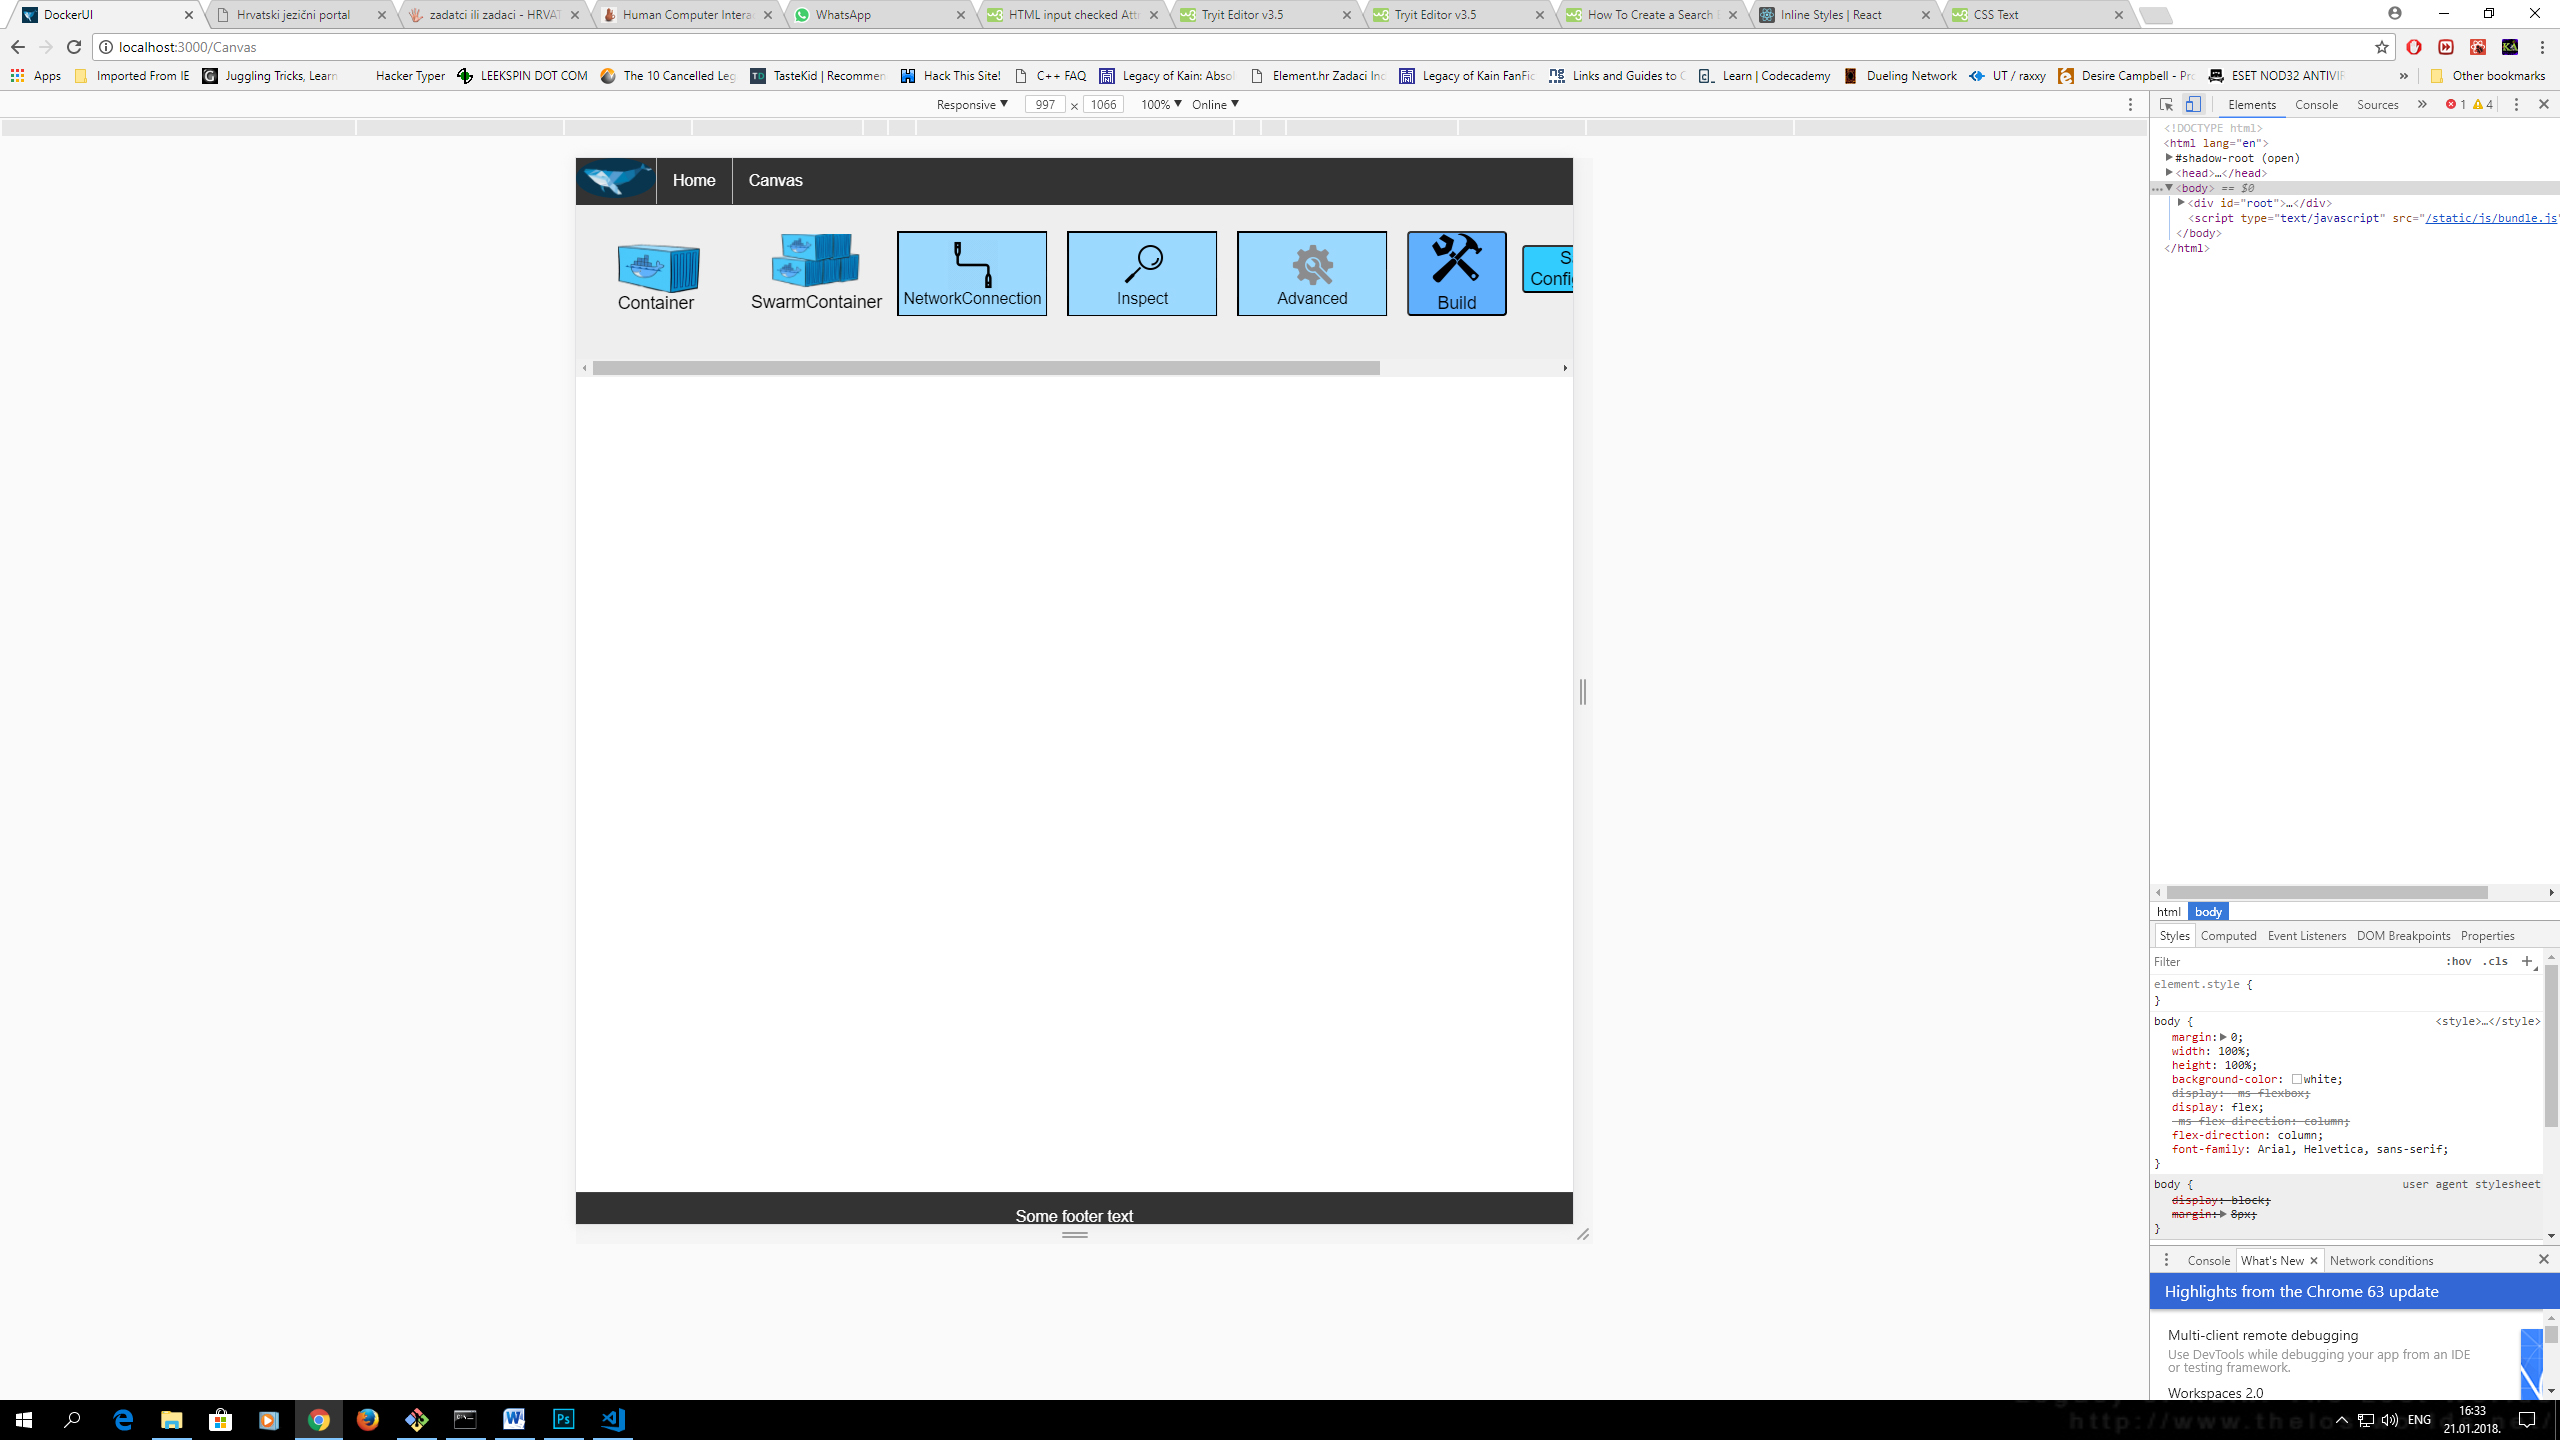 DockerUI
Hrvatski jezični portal
zadatci ili zadaci - HRVAT
Human Computer Intera
WhatsApp
HTML input checked Att
Tryit Editor v3.5
Tryit Editor v3.5
How To Create a Search
Inline Styles | React
CSS Text
localhost:3000/Canvas
Apps
Imported From IE
Juggling Tricks, Learn
Hacker Typer
LEEKSPIN DOT COM
The 10 Cancelled Leg
TasteKid | Recommen
Hack This Site!
C++ FAQ
Legacy of Kain: Absol
Element.hr Zadaci Inc
Legacy of Kain FanFic
Links and Guides to C
Learn | Codecademy
Dueling Network
UT / raxxy
Desire Campbell - Pro
ESET NOD32 ANTIVIR
»
Other bookmarks
Responsive ▼ 997 × 1066 100% ▼ Online ▼
Elements Console Sources » 1 4
Home
Canvas
Container
SwarmContainer
NetworkConnection
Inspect
Advanced
Build
Some footer text
<!DOCTYPE html>
<html lang="en">
#shadow-root (open)
<head>…</head>
<body> == $0
<div id="root">…</div>
<script type="text/javascript" src="/static/js/bundle.js"
</body>
</html>
html body
Styles Computed Event Listeners DOM Breakpoints Properties
Filter :hov .cls +
element.style {
}
body { <style>…</style>
margin: 0;
width: 100%;
height: 100%;
background-color: white;
display: -ms-flexbox;
display: flex;
-ms-flex-direction: column;
flex-direction: column;
font-family: Arial, Helvetica, sans-serif;
}
body { user agent stylesheet
display: block;
margin: 8px;
}
Console What's New Network conditions
Highlights from the Chrome 63 update
Multi-client remote debugging
Use DevTools while debugging your app from an IDE
or testing framework.
Workspaces 2.0
ENG
16:33
21.01.2018.